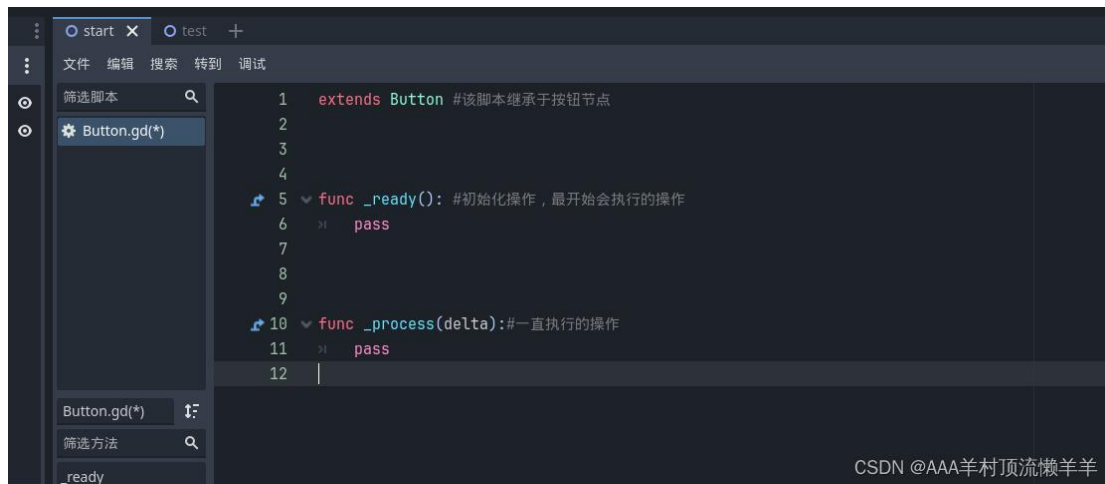 start test
文件 编辑 搜索 转到 调试
筛选脚本
Button.gd(*)
1 extends Button #该脚本继承于按钮节点
2
3
4
5 func _ready(): #初始化操作，最开始会执行的操作
6 pass
7
8
9
10 func _process(delta):#一直执行的操作
11 pass
12
Button.gd(*)
筛选方法
_ready
CSDN @AAA羊村顶流懒羊羊